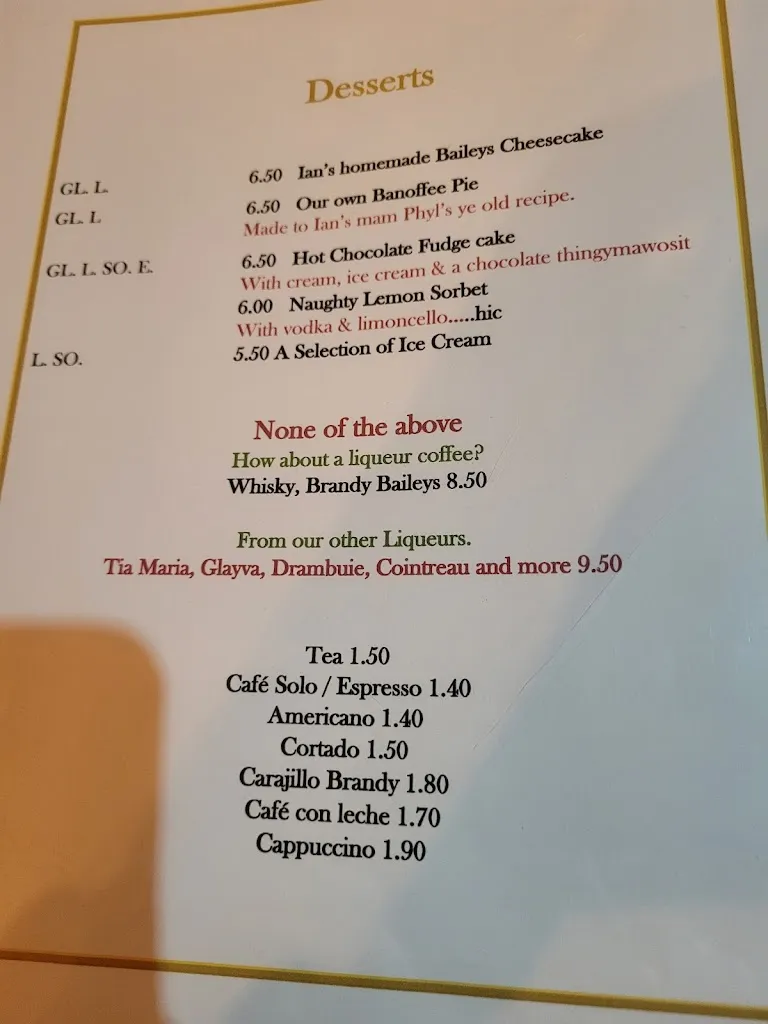 Desserts
GL. L. 6.50 Ian's homemade Baileys Cheesecake
GL. L 6.50 Our own Banoffee Pie
Made to Ian's mam Phyl's ye old recipe.
GL. L. SO. E. 6.50 Hot Chocolate Fudge cake
With cream, ice cream & a chocolate thingymawosit
6.00 Naughty Lemon Sorbet
With vodka & limoncello.....hic
L. SO. 5.50 A Selection of Ice Cream
None of the above
How about a liqueur coffee?
Whisky, Brandy Baileys 8.50
From our other Liqueurs.
Tia Maria, Glayva, Drambuie, Cointreau and more 9.50
Tea 1.50
Café Solo / Espresso 1.40
Americano 1.40
Cortado 1.50
Carajillo Brandy 1.80
Café con leche 1.70
Cappuccino 1.90